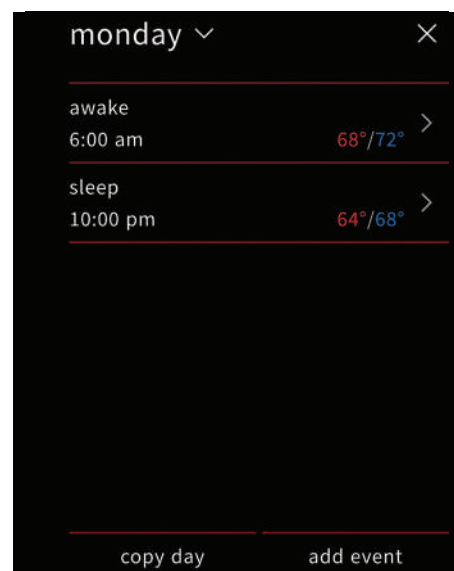 monday
awake
6:00 am
68°/72°
sleep
10:00 pm
64°/68°
copy day
add event